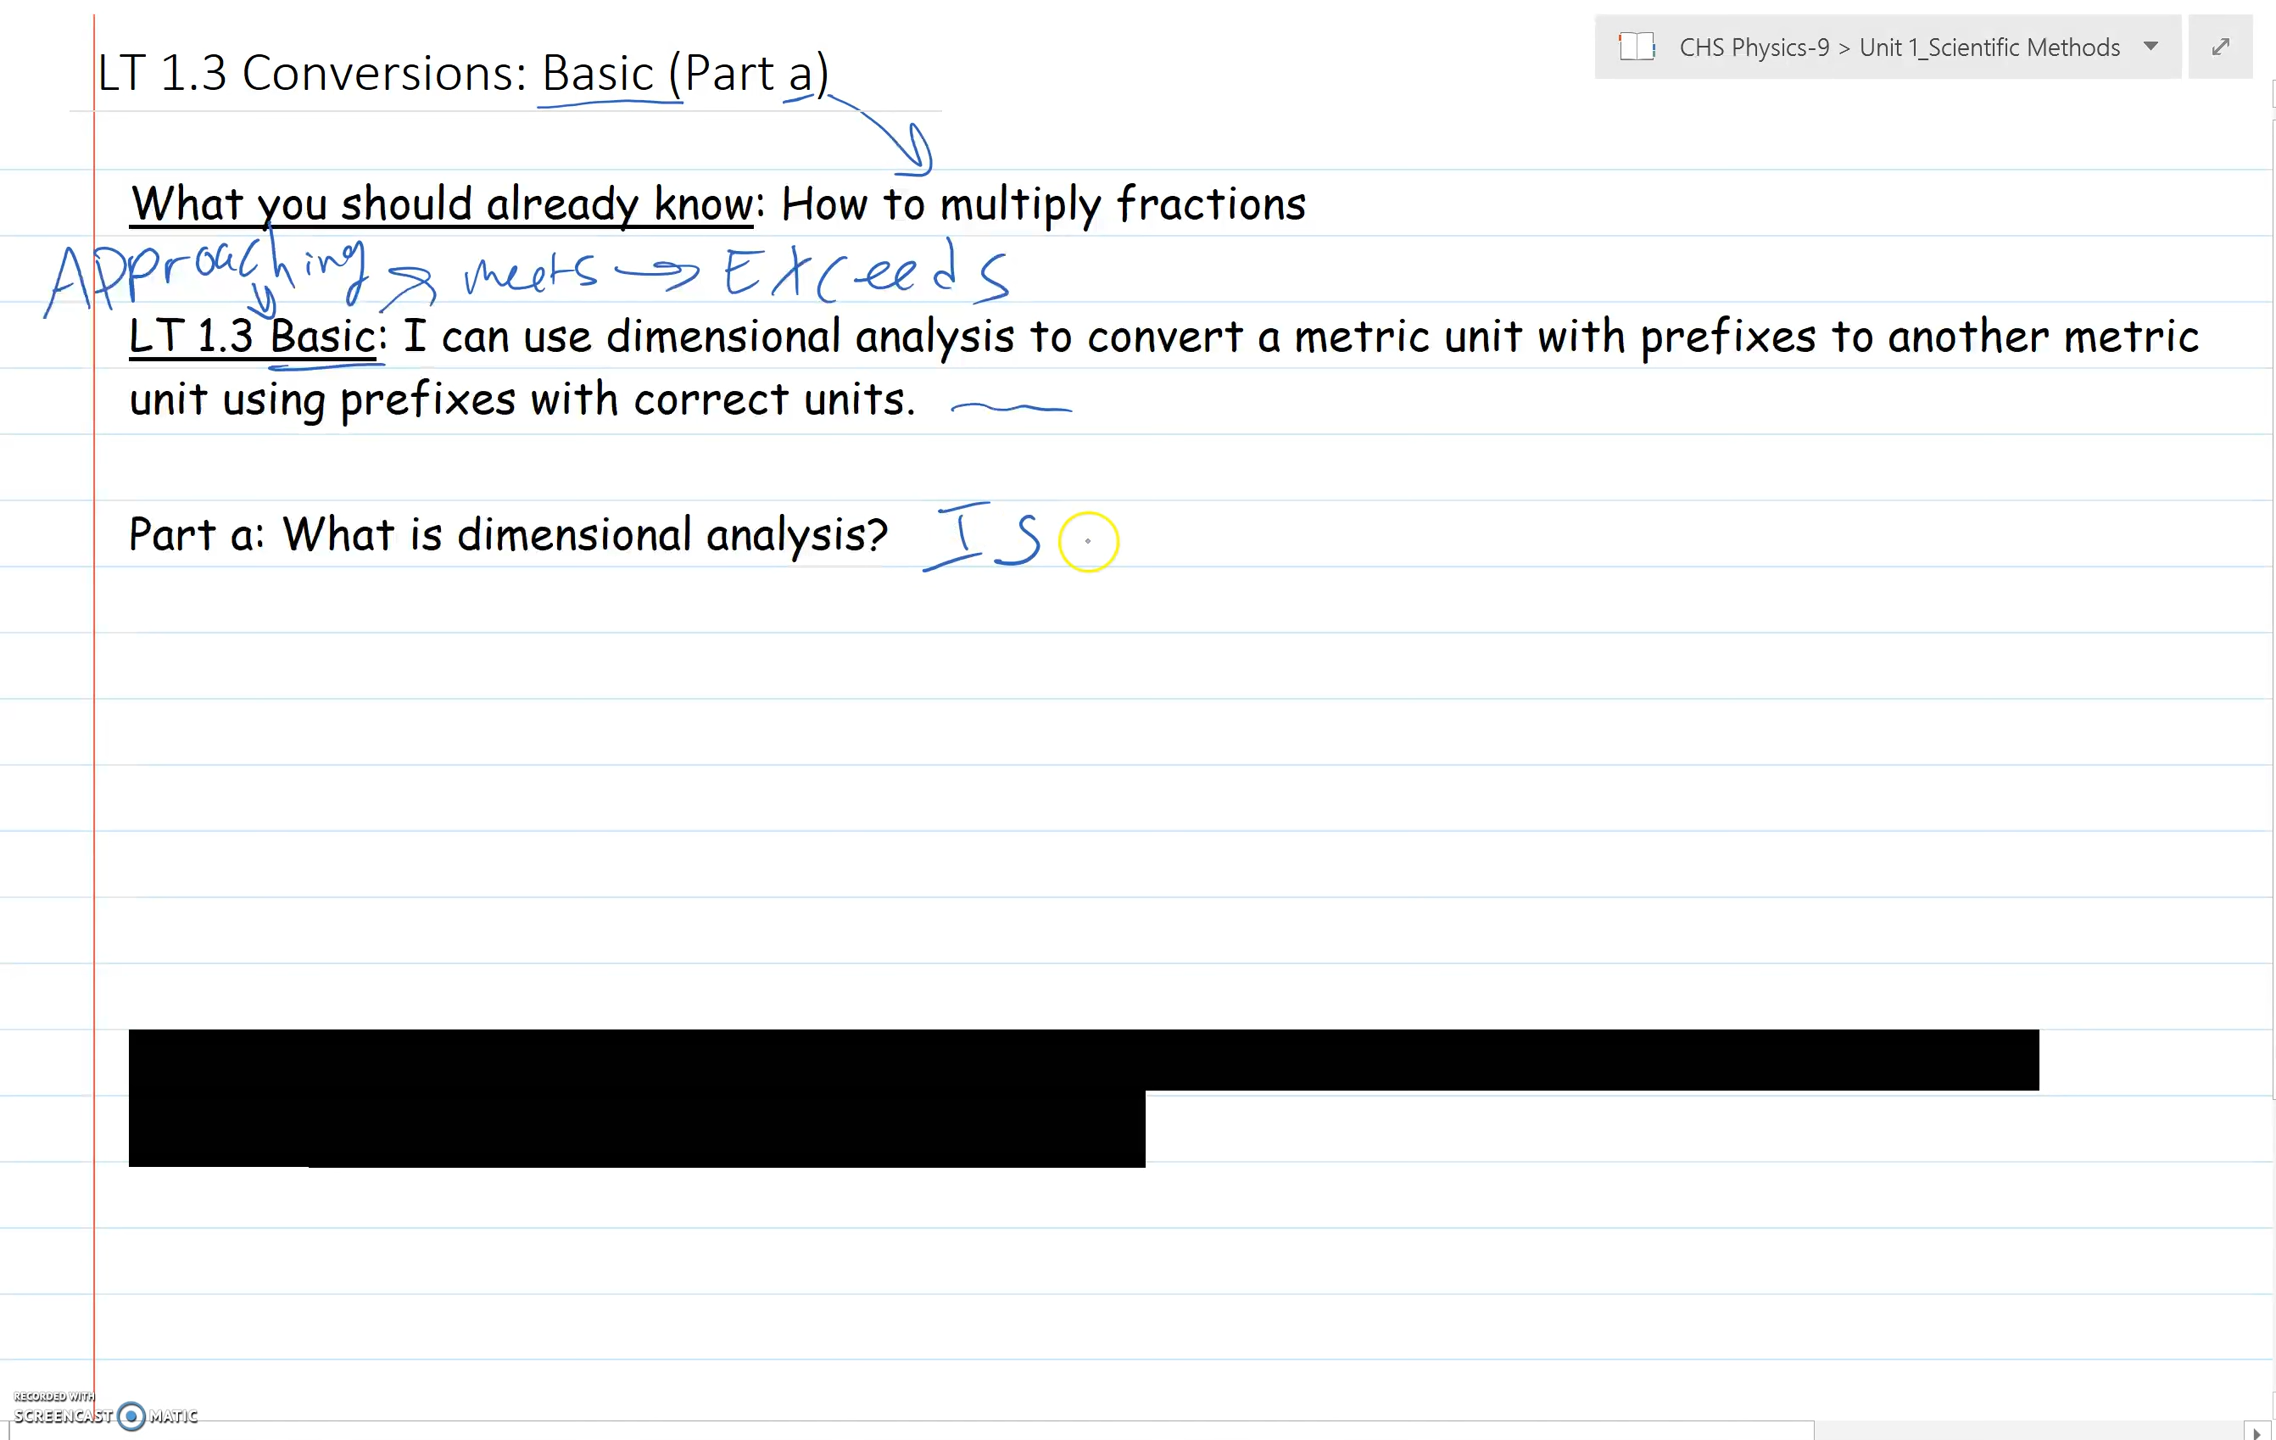 LT 1.3 Conversions: Basic (Part a)
CHS Physics-9 > Unit 1_Scientific Methods
What you should already know: How to multiply fractions
Approaching → meets → Exceeds
LT 1.3 Basic: I can use dimensional analysis to convert a metric unit with prefixes to another metric
unit using prefixes with correct units.
Part a: What is dimensional analysis? Is
RECORDED WITH
SCREENCAST MATIC